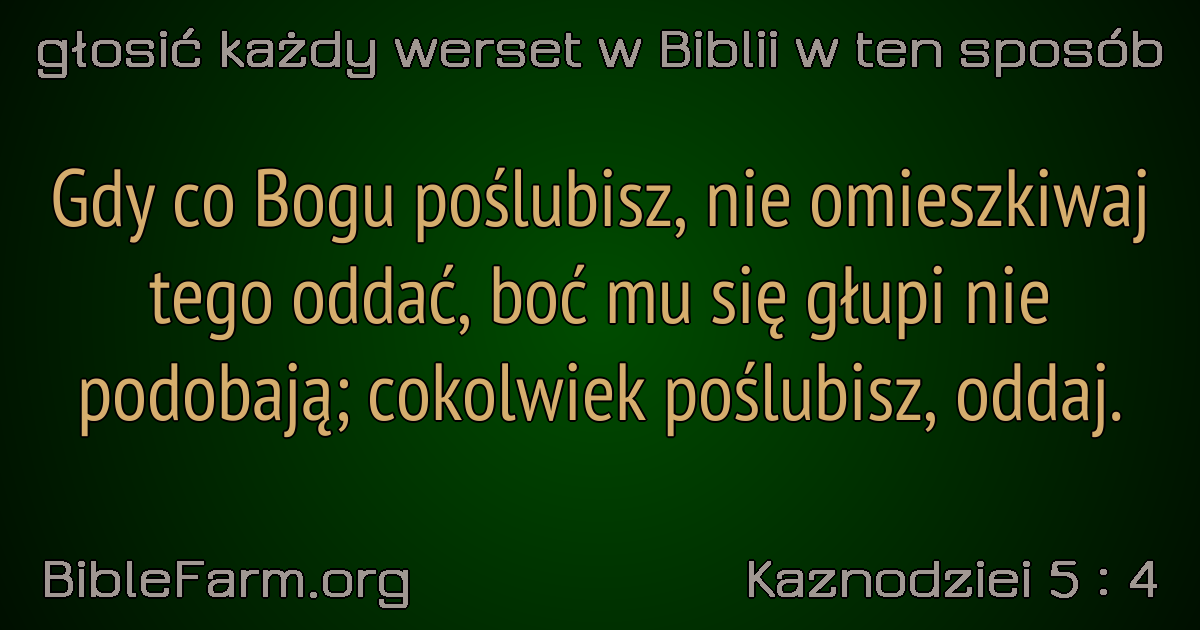 głosić każdy werset w Biblii w ten sposób
Gdy co Bogu poślubisz, nie omieszkiwaj
tego oddać, boć mu się głupi nie
podobają; cokolwiek poślubisz, oddaj.
BibleFarm.org
Kaznodziei 5 : 4